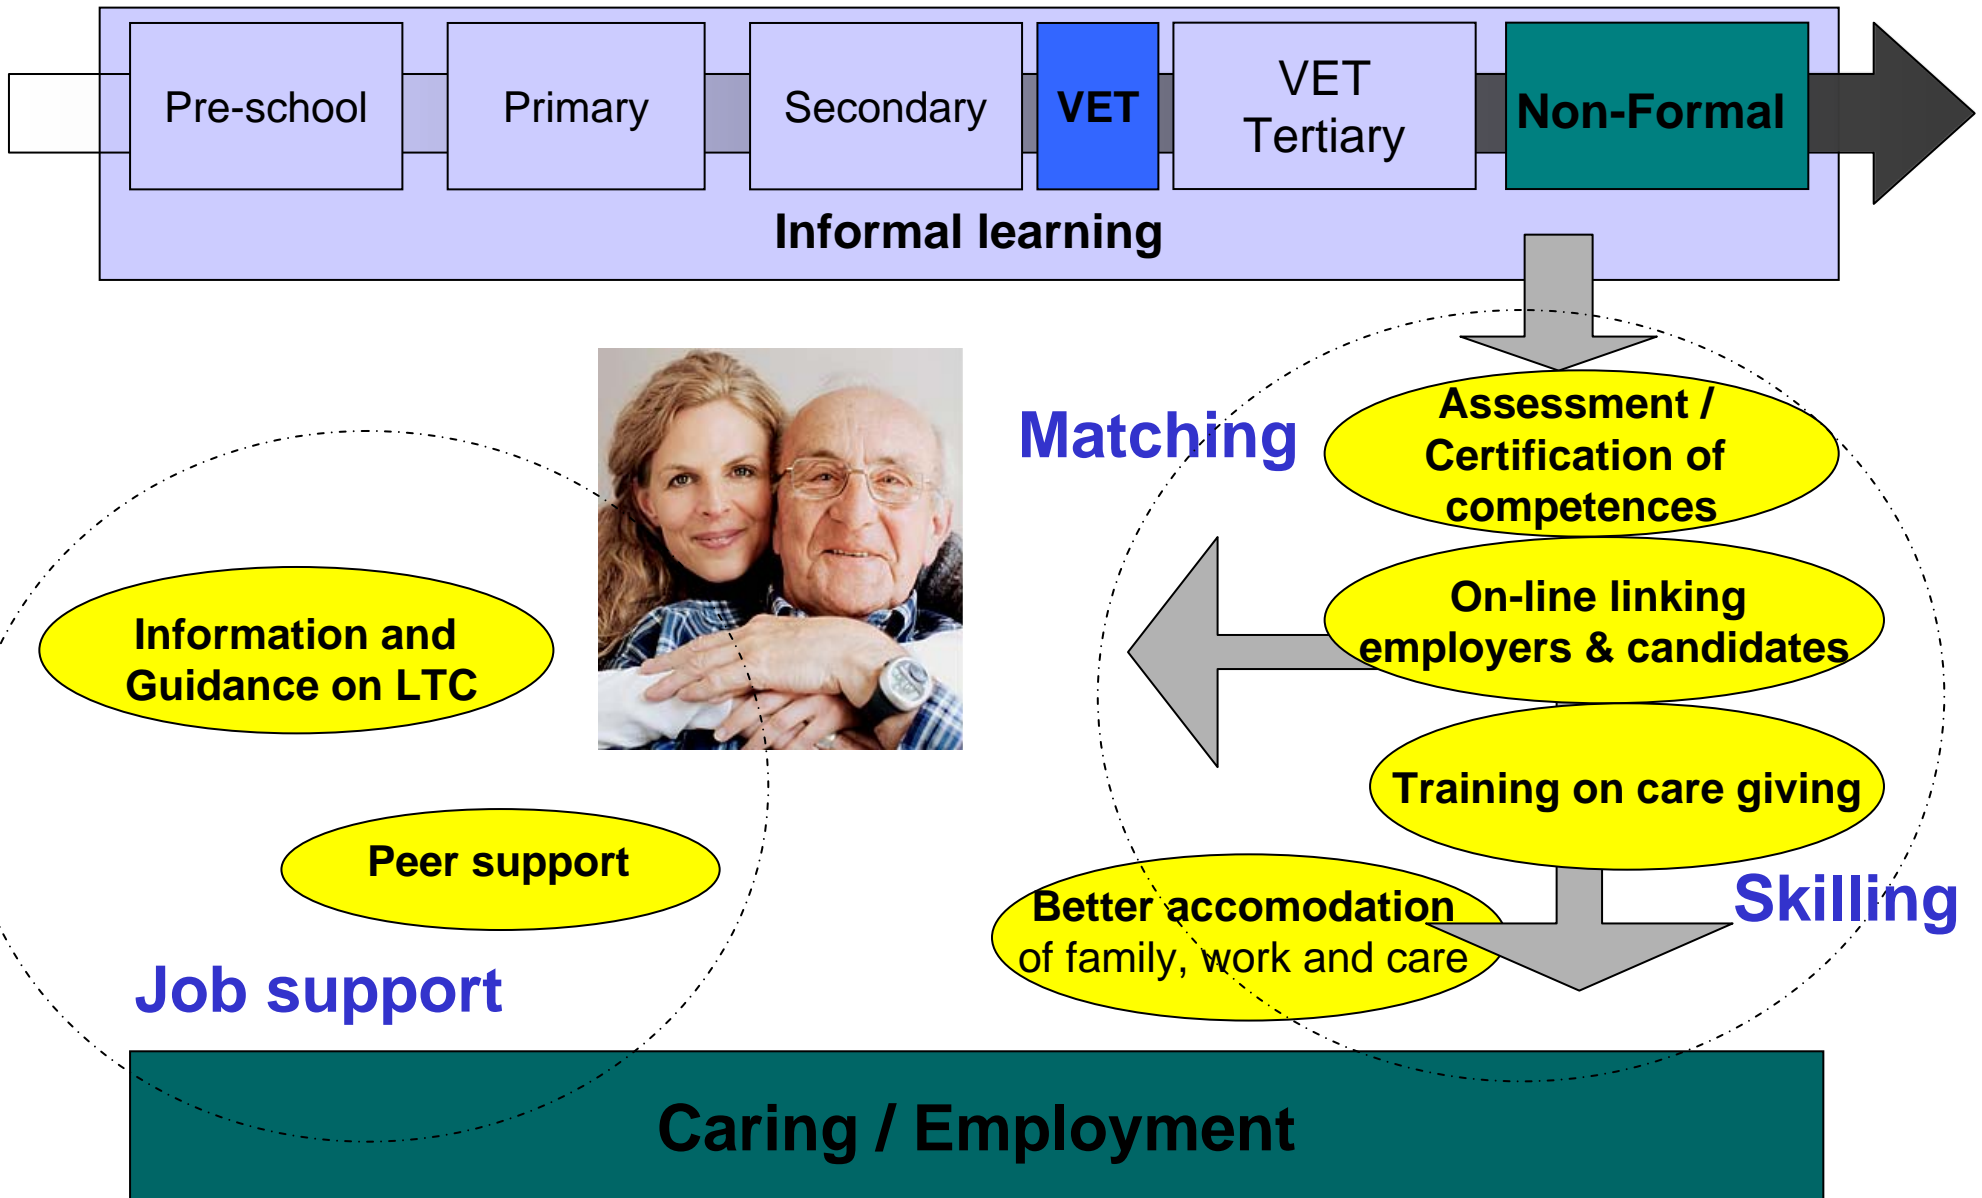 Pre-school
Primary
Secondary
VET
VET
Tertiary
Non-Formal
Informal learning
Matching
Assessment /
Certification of
competences
On-line linking
employers & candidates
Training on care giving
Skilling
Better accomodation
of family, work and care
Information and
Guidance on LTC
Peer support
Job support
Caring / Employment